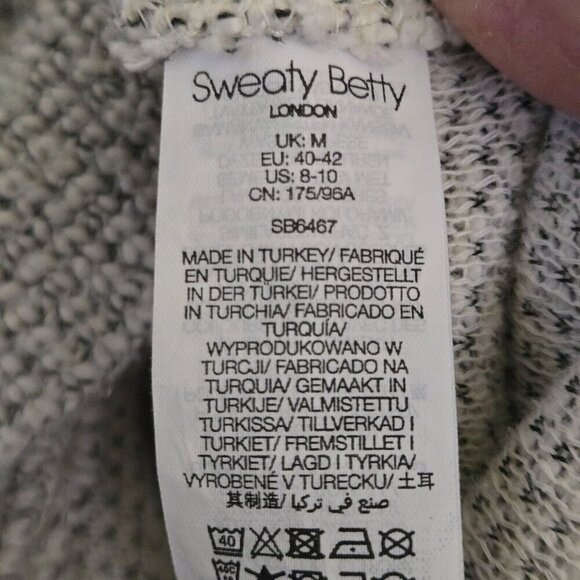 Sweaty Betty
LONDON
UK: M
EU: 40-42
US: 8-10
CN: 175/96A
SB6467
MADE IN TURKEY/ FABRIQUÉ
EN TURQUIE/ HERGESTELLT
IN DER TÜRKEI/ PRODOTTO
IN TURCHIA/ FABRICADO EN
TURQUÍA/
WYPRODUKOWANO W
TURCJI/ FABRICADO NA
TURQUIA/ GEMAAKT IN
TURKIJE/ VALMISTETTU
TURKISSA/ TILLVERKAD I
TURKIET/ FREMSTILLET I
TYRKIET/ LAGD I TYRKIA/
VYROBENÉ V TURECKU/ 土耳
其制造/ صنع في تركيا/
40